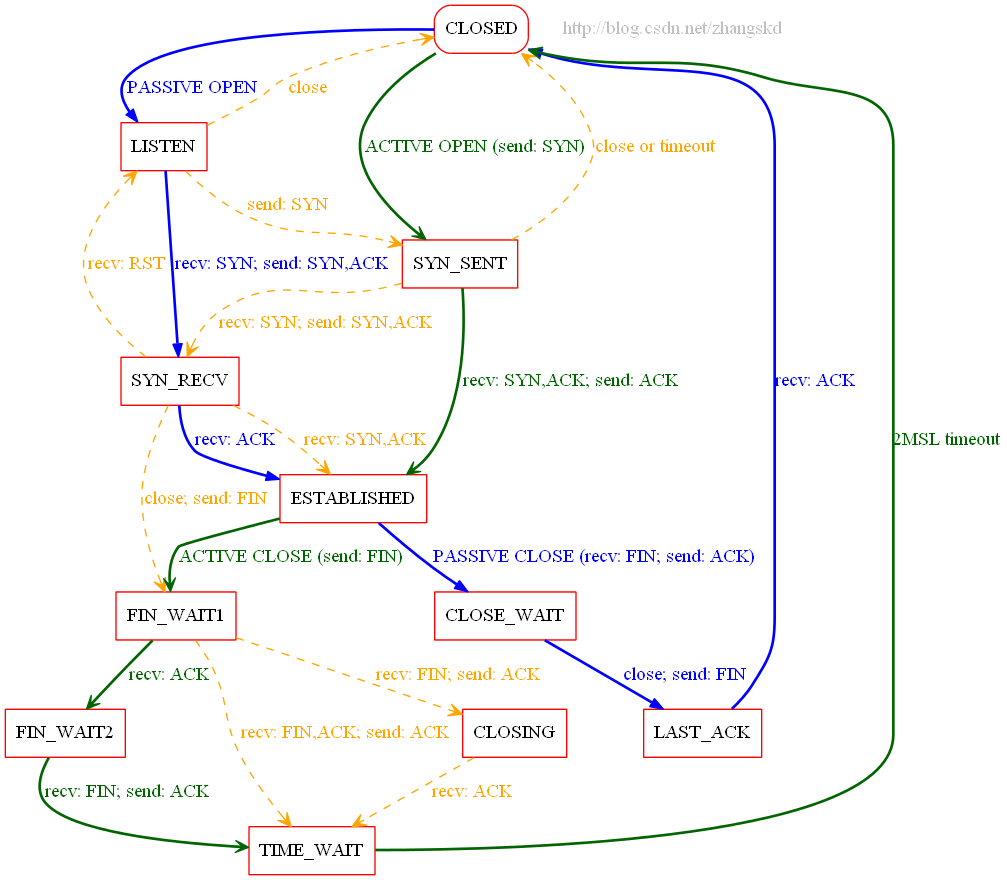 CLOSED
http://blog.csdn.net/zhangskd
PASSIVE OPEN
close
LISTEN
ACTIVE OPEN (send: SYN)
close or timeout
send: SYN
recv: RST
recv: SYN; send: SYN,ACK
SYN_SENT
recv: SYN; send: SYN,ACK
SYN_RECV
recv: SYN,ACK; send: ACK
recv: ACK
recv: ACK
recv: SYN,ACK
2MSL timeout
close; send: FIN
ESTABLISHED
ACTIVE CLOSE (send: FIN)
PASSIVE CLOSE (recv: FIN; send: ACK)
FIN_WAIT1
CLOSE_WAIT
recv: ACK
recv: FIN; send: ACK
close; send: FIN
FIN_WAIT2
recv: FIN,ACK; send: ACK
CLOSING
LAST_ACK
recv: FIN; send: ACK
recv: ACK
TIME_WAIT